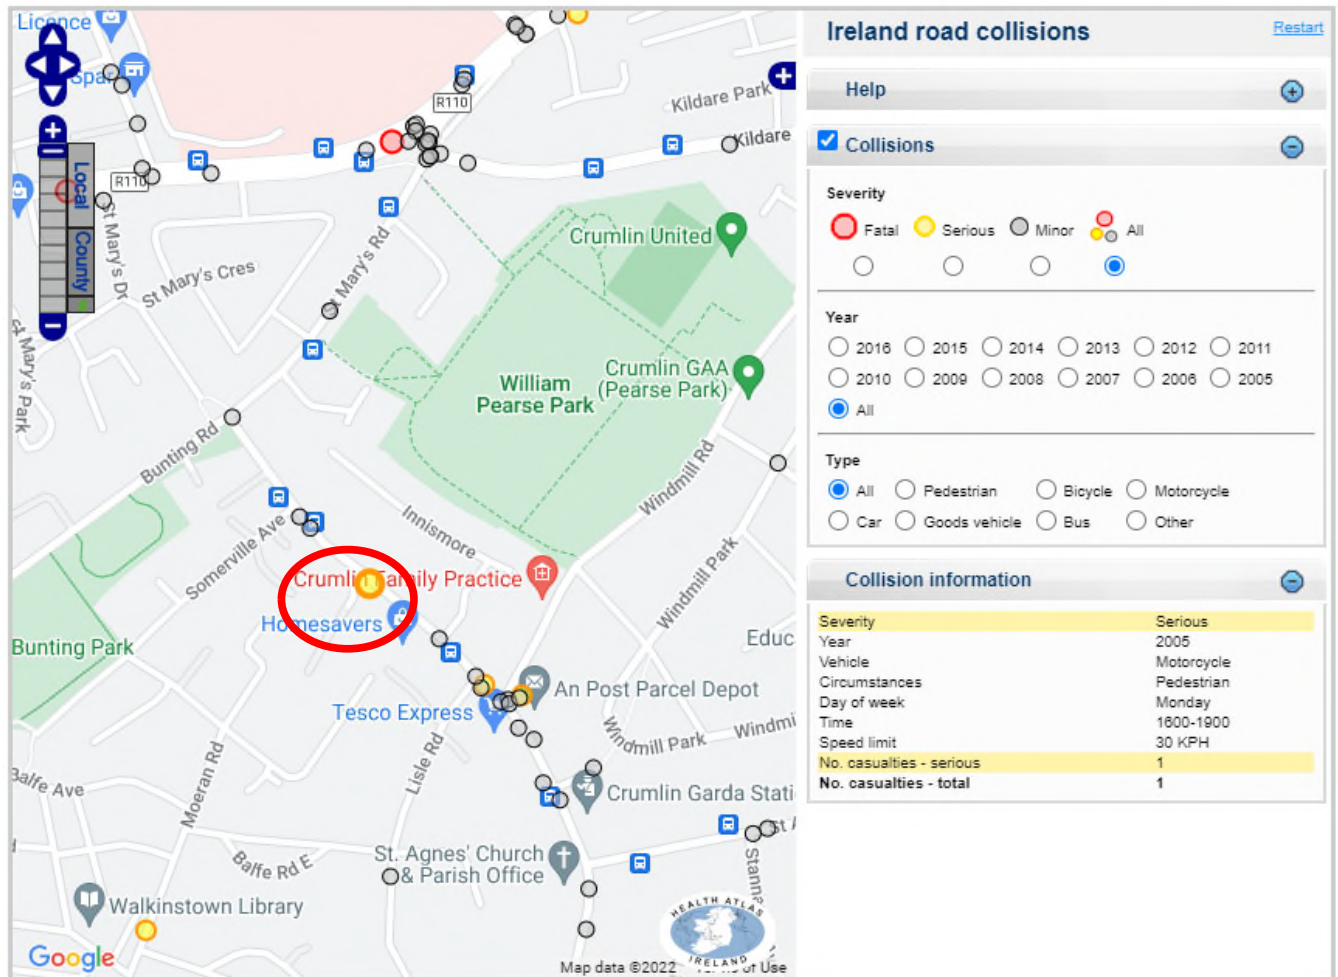 Licence
Spar
R110
Kildare Park
Kildare
R110
Local
County
St Mary's Dr
St Mary's Cres
St Mary's Rd
St Mary's Park
Crumlin United
Crumlin GAA
(Pearse Park)
William
Pearse Park
Bunting Rd
Windmill Rd
Innismore
Somerville Ave
Crumlin Family Practice
Windmill Park
Homesavers
Bunting Park
Educ
An Post Parcel Depot
Tesco Express
Windmill Park
Windmi
Moeran Rd
Lisle Rd
Balfe Ave
Crumlin Garda Stati
St A
Balfe Rd E
St. Agnes' Church
& Parish Office
Stanna
Walkinstown Library
HEALTH ATLAS
IRELAND
Google
Map data ©2022
Terms of Use
Ireland road collisions
Restart
Help
Collisions
Severity
Fatal Serious Minor All
Year
2016 2015 2014 2013 2012 2011
2010 2009 2008 2007 2006 2005
All
Type
All Pedestrian Bicycle Motorcycle
Car Goods vehicle Bus Other
Collision information
Severity Serious
Year 2005
Vehicle Motorcycle
Circumstances Pedestrian
Day of week Monday
Time 1600-1900
Speed limit 30 KPH
No. casualties - serious 1
No. casualties - total 1